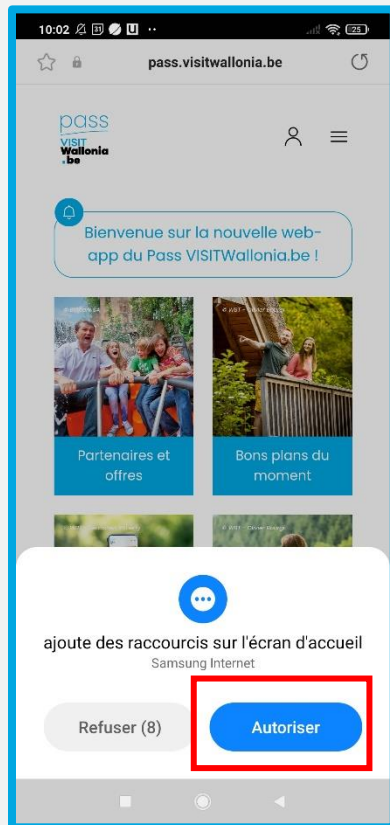 10:02
25
pass.visitwallonia.be
pass
VISIT
Wallonia
.be
Bienvenue sur la nouvelle web-
app du Pass VISITWallonia.be !
Partenaires et
offres
Bons plans du
moment
ajoute des raccourcis sur l'écran d'accueil
Samsung Internet
Refuser (8)
Autoriser